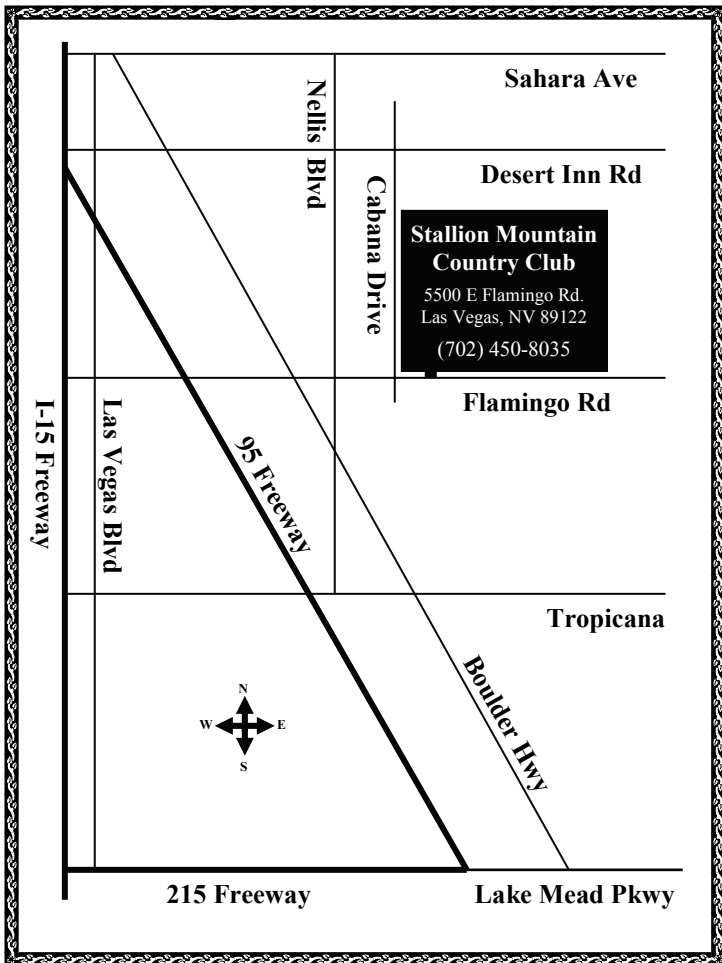 Sahara Ave
Nellis Blvd
Desert Inn Rd
Cabana Drive
Stallion Mountain
Country Club
5500 E Flamingo Rd.
Las Vegas, NV 89122
(702) 450-8035
Flamingo Rd
I-15 Freeway
Las Vegas Blvd
95 Freeway
Tropicana
Boulder Hwy
N
W
E
S
215 Freeway
Lake Mead Pkwy